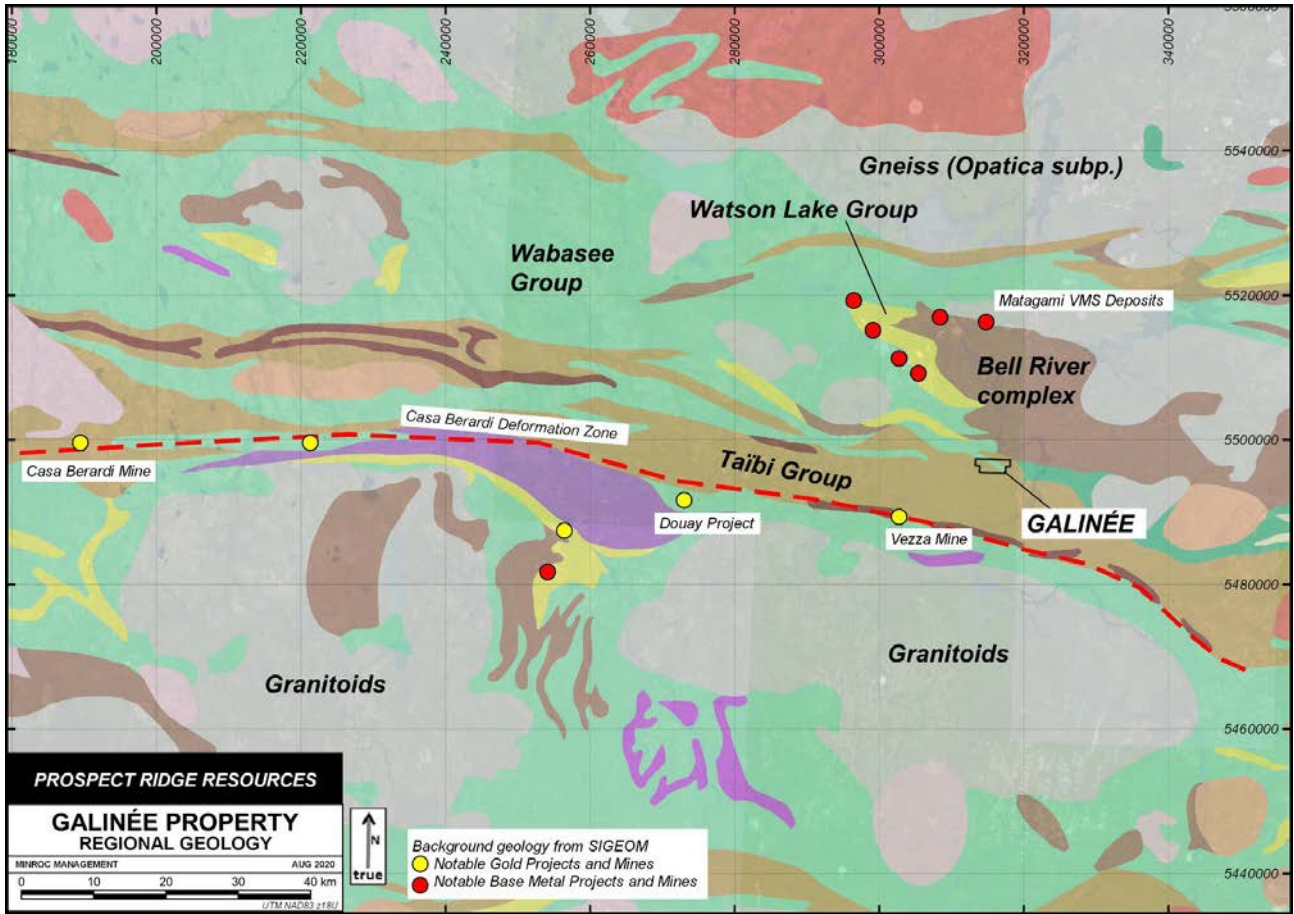 180000
200000
220000
240000
260000
280000
300000
320000
340000
5540000
Gneiss (Opatica subp.)
Watson Lake Group
Wabasee
Group
5520000
Matagami VMS Deposits
Bell River
complex
Casa Berardi Deformation Zone
5500000
Casa Berardi Mine
Taïbi Group
Douay Project
GALINÉE
Vezza Mine
5480000
Granitoids
Granitoids
5460000
PROSPECT RIDGE RESOURCES
GALINÉE PROPERTY
REGIONAL GEOLOGY
MINROC MANAGEMENT AUG 2020
0 10 20 30 40 km
UTM NAD83 z18U
N
true
Background geology from SIGEOM
Notable Gold Projects and Mines
Notable Base Metal Projects and Mines
5440000